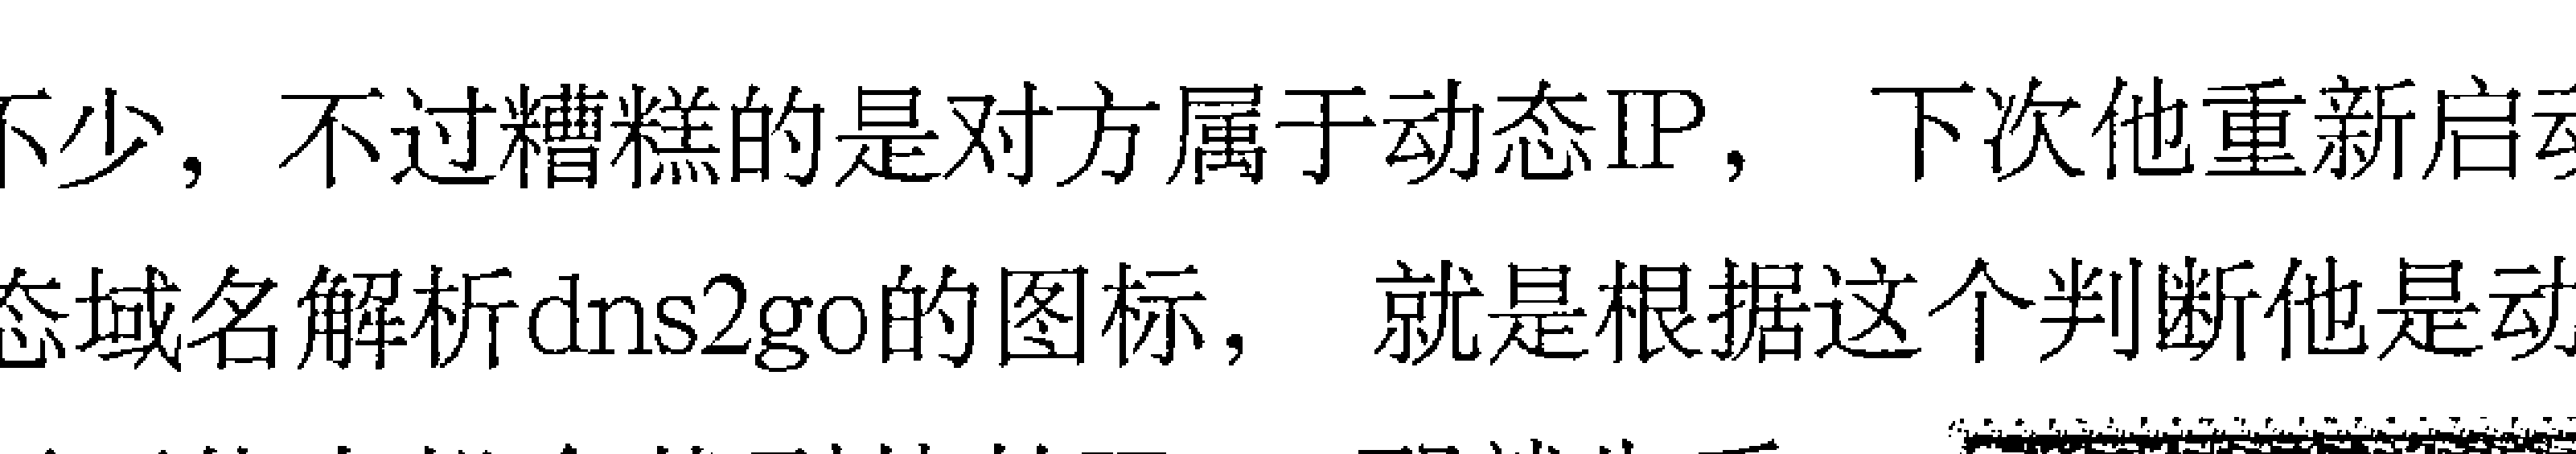 不少，不过糟糕的是对方属于动态IP，下次他重新启动
态域名解析dns2go的图标，就是根据这个判断他是动